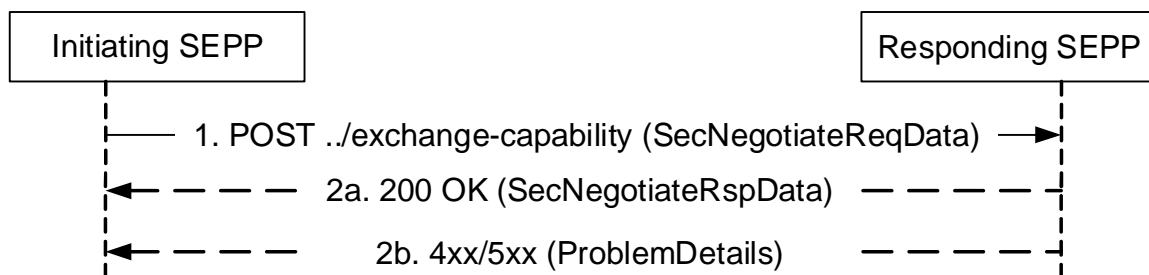 Initiating SEPP
Responding SEPP
1. POST ../exchange-capability (SecNegotiateReqData)
2a. 200 OK (SecNegotiateRspData)
2b. 4xx/5xx (ProblemDetails)